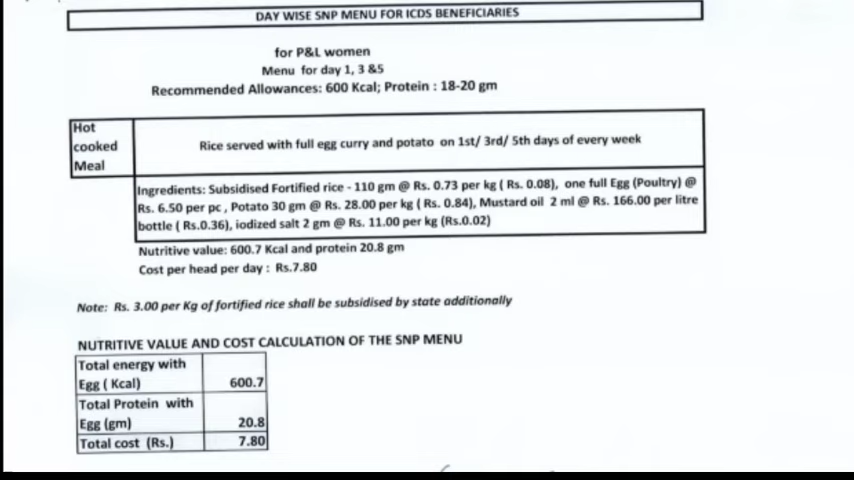 DAY WISE SNP MENU FOR ICDS BENEFICIARIES
for P&L women
Menu for day 1, 3 &5
Recommended Allowances: 600 Kcal; Protein : 18-20 gm
Hot
cooked
Meal
Rice served with full egg curry and potato on 1st/ 3rd/ 5th days of every week
Ingredients: Subsidised Fortified rice - 110 gm @ Rs. 0.73 per kg ( Rs. 0.08), one full Egg (Poultry) @
Rs. 6.50 per pc , Potato 30 gm @ Rs. 28.00 per kg ( Rs. 0.84), Mustard oil 2 ml @ Rs. 166.00 per litre
bottle ( Rs.0.36), iodized salt 2 gm @ Rs. 11.00 per kg (Rs.0.02)
Nutritive value: 600.7 Kcal and protein 20.8 gm
Cost per head per day : Rs.7.80
Note: Rs. 3.00 per Kg of fortified rice shall be subsidised by state additionally
NUTRITIVE VALUE AND COST CALCULATION OF THE SNP MENU
Total energy with
Egg ( Kcal) 600.7
Total Protein with
Egg (gm) 20.8
Total cost (Rs.) 7.80